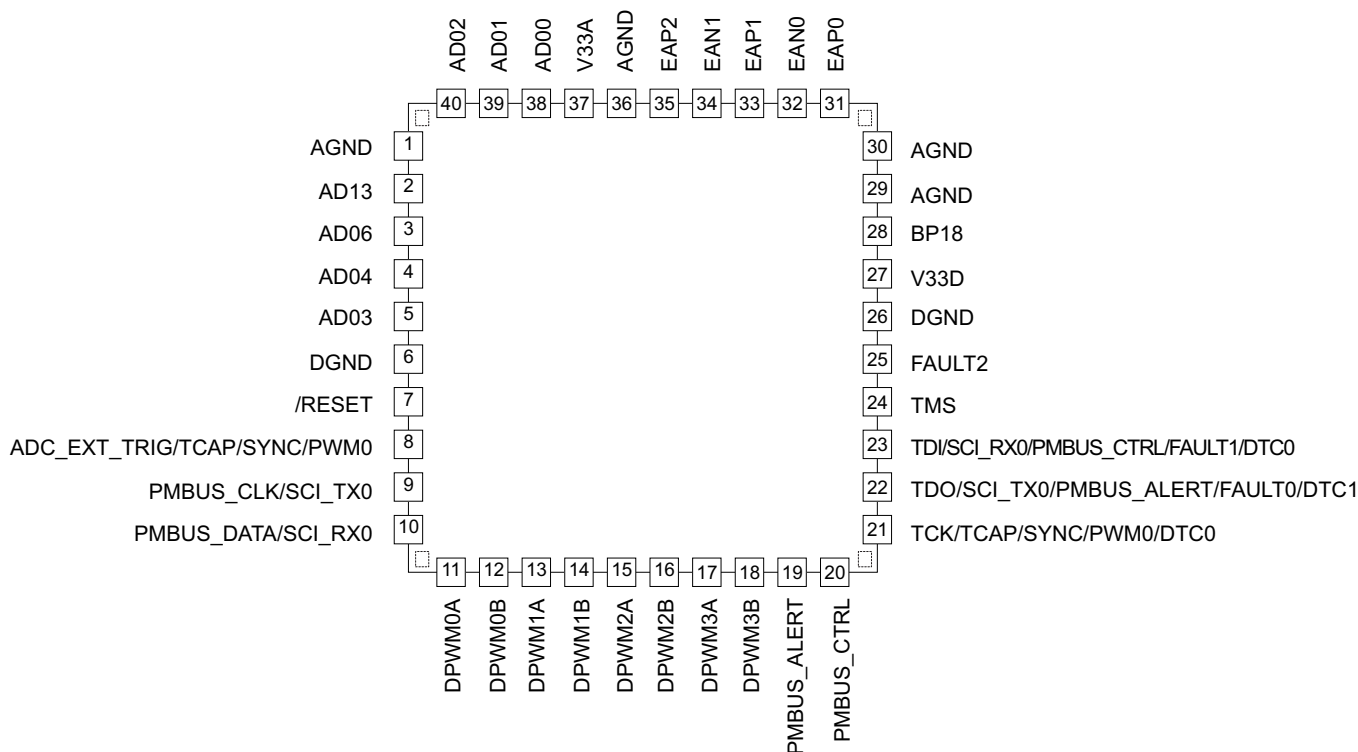 AD02
AD01
AD00
V33A
AGND
EAP2
EAN1
EAP1
EAN0
EAP0
40
39
38
37
36
35
34
33
32
31
AGND 1
AD13 2
AD06 3
AD04 4
AD03 5
DGND 6
/RESET 7
ADC_EXT_TRIG/TCAP/SYNC/PWM0 8
PMBUS_CLK/SCI_TX0 9
PMBUS_DATA/SCI_RX0 10
30 AGND
29 AGND
28 BP18
27 V33D
26 DGND
25 FAULT2
24 TMS
23 TDI/SCI_RX0/PMBUS_CTRL/FAULT1/DTC0
22 TDO/SCI_TX0/PMBUS_ALERT/FAULT0/DTC1
21 TCK/TCAP/SYNC/PWM0/DTC0
11
12
13
14
15
16
17
18
19
20
DPWM0A
DPWM0B
DPWM1A
DPWM1B
DPWM2A
DPWM2B
DPWM3A
DPWM3B
PMBUS_ALERT
PMBUS_CTRL